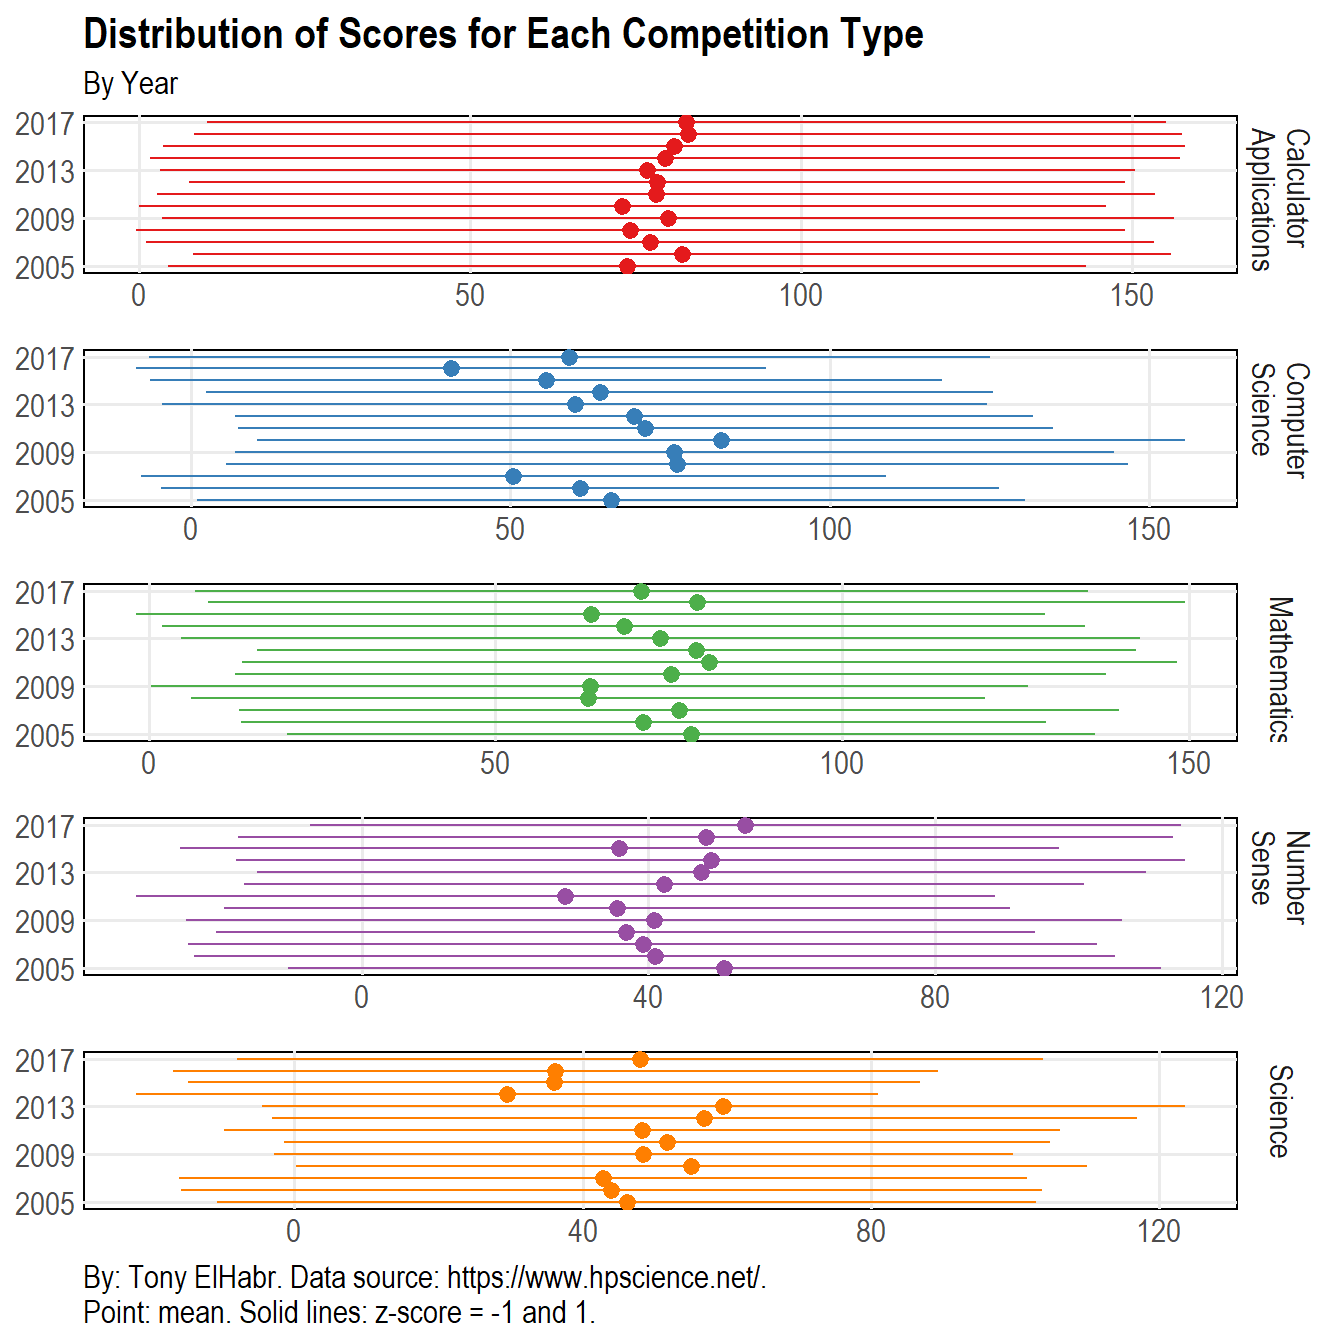 Distribution of Scores for Each Competition Type
By Year
2017
2013
2009
2005
Calculator
Applications
0 50 100 150
2017
2013
2009
2005
Computer
Science
0 50 100 150
2017
2013
2009
2005
Mathematics
0 50 100 150
2017
2013
2009
2005
Number
Sense
0 40 80 120
2017
2013
2009
2005
Science
0 40 80 120
By: Tony ElHabr. Data source: https://www.hpscience.net/.
Point: mean. Solid lines: z-score = -1 and 1.